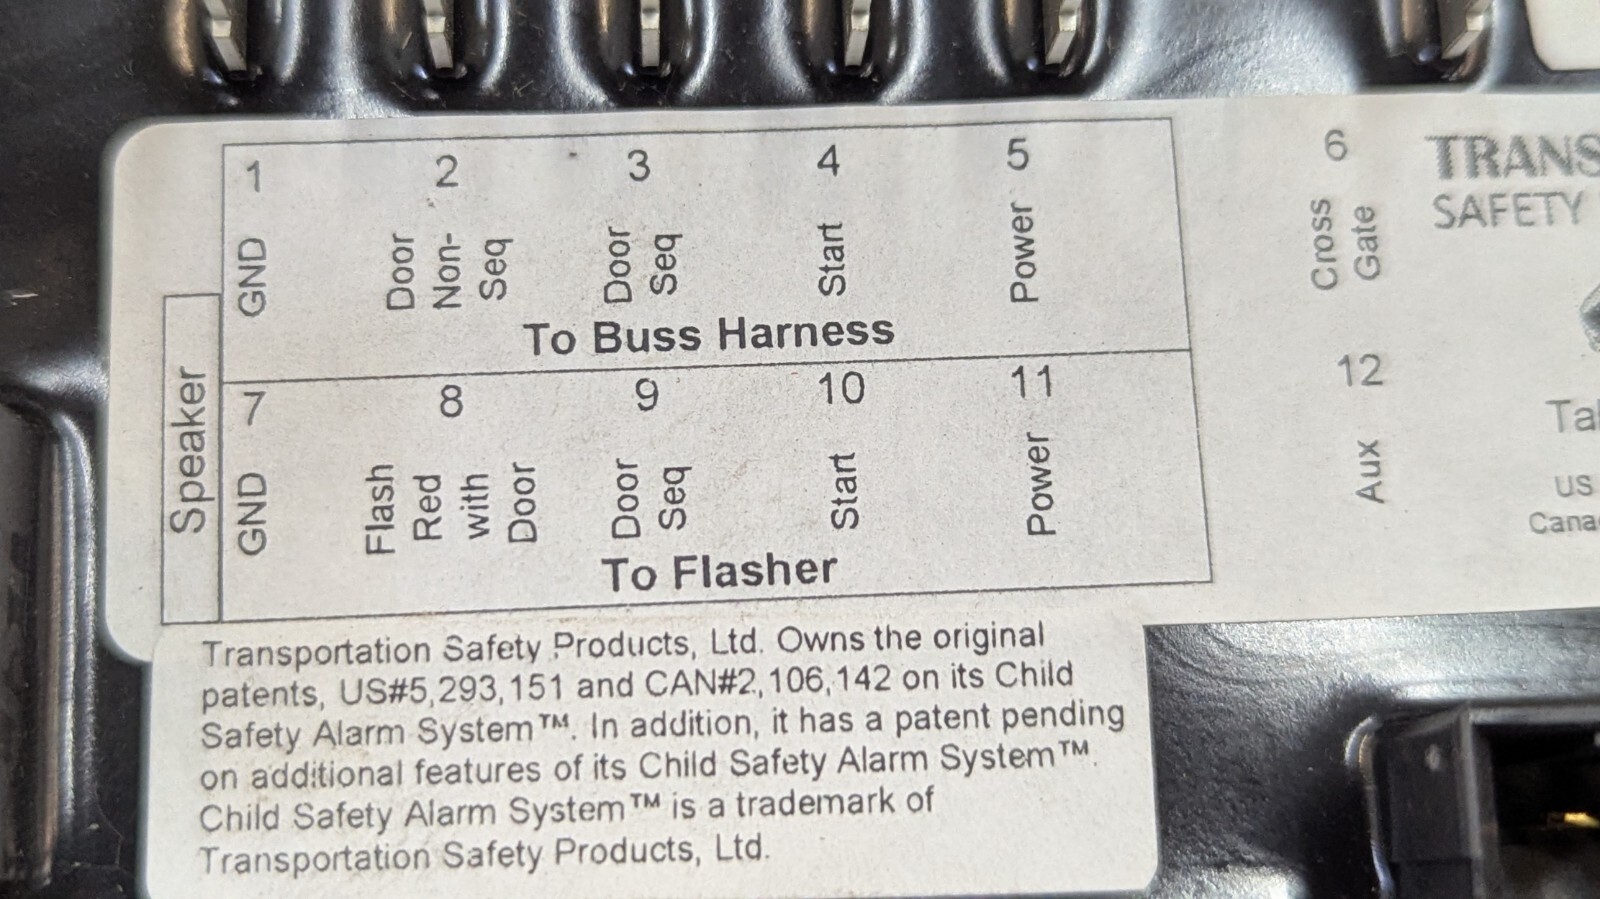 1 2 3 4 5 6
GND
Door
Non-
Seq
Door
Seq
Start
Power
Cross
Gate
To Buss Harness
Speaker
7 8 9 10 11 12
GND
Flash
Red
with
Door
Door
Seq
Start
Power
Aux
To Flasher
TRANS
SAFETY
Tal
US
Cana
Transportation Safety Products, Ltd. Owns the original
patents, US#5,293,151 and CAN#2,106,142 on its Child
Safety Alarm System™. In addition, it has a patent pending
on additional features of its Child Safety Alarm System™.
Child Safety Alarm System™ is a trademark of
Transportation Safety Products, Ltd.